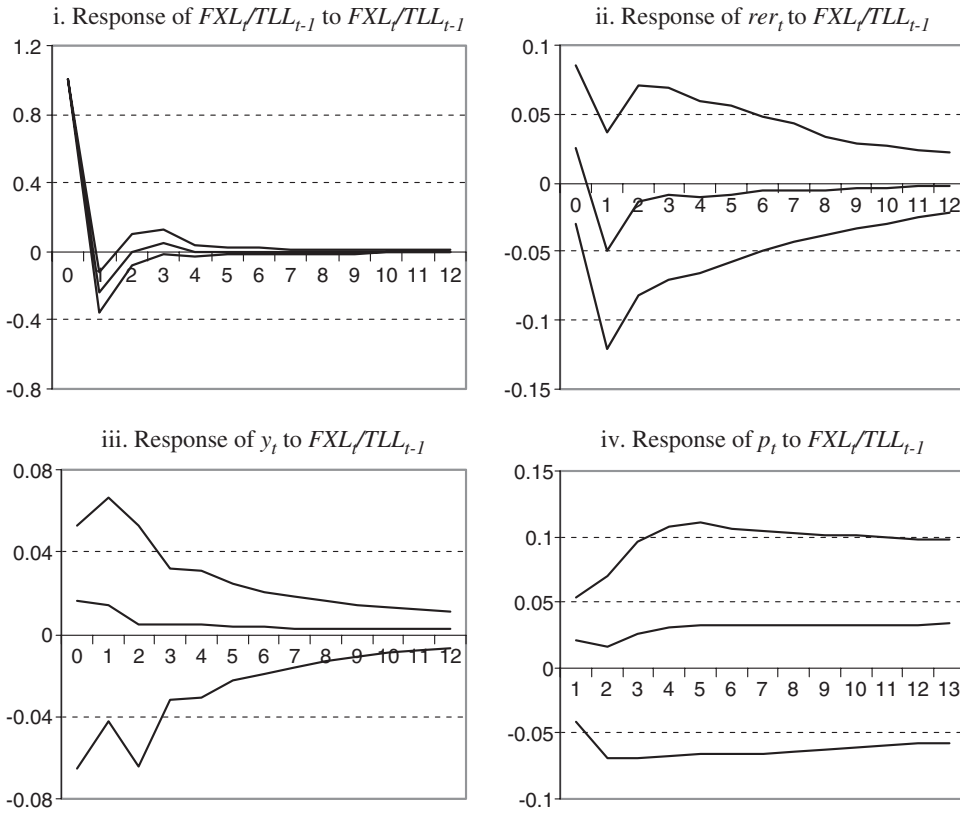 i. Response of FXL_t/TLL_{t-1} to FXL_t/TLL_{t-1}
1.2
0.8
0.4
0
-0.4
-0.8
0 1 2 3 4 5 6 7 8 9 10 11 12
ii. Response of rer_t to FXL_t/TLL_{t-1}
0.1
0.05
0
-0.05
-0.1
-0.15
0 1 2 3 4 5 6 7 8 9 10 11 12
iii. Response of y_t to FXL_t/TLL_{t-1}
0.08
0.04
0
-0.04
-0.08
0 1 2 3 4 5 6 7 8 9 10 11 12
iv. Response of p_t to FXL_t/TLL_{t-1}
0.15
0.1
0.05
0
-0.05
-0.1
1 2 3 4 5 6 7 8 9 10 11 12 13